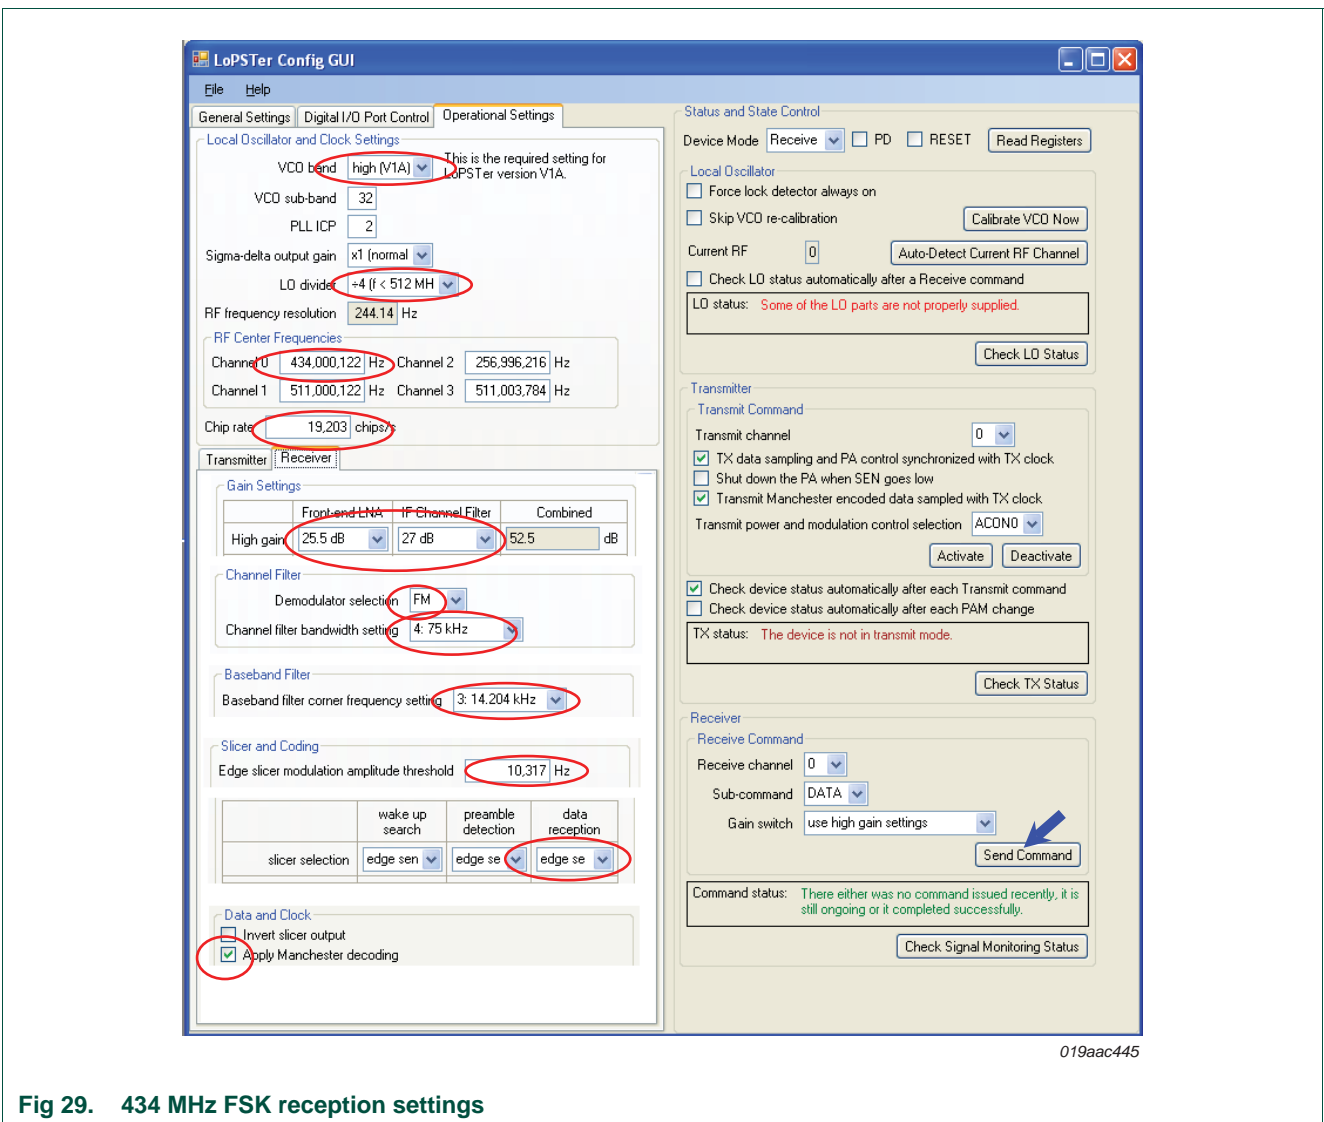 LoPSTer Config GUI
File Help
General Settings Digital I/O Port Control Operational Settings
Local Oscillator and Clock Settings
VCO band high (V1A) This is the required setting for
LoPSTer version V1A.
VCO sub-band 32
PLL ICP 2
Sigma-delta output gain x1 (normal
LO divider ÷4 (f < 512 MH
RF frequency resolution 244.14 Hz
RF Center Frequencies
Channel 0 434,000,122 Hz Channel 2 256,996,216 Hz
Channel 1 511,000,122 Hz Channel 3 511,003,784 Hz
Chip rate 19,203 chips/s
Transmitter Receiver
Gain Settings
Front-end LNA IF Channel Filter Combined
High gain 25.5 dB 27 dB 52.5 dB
Channel Filter
Demodulator selection FM
Channel filter bandwidth setting 4: 75 kHz
Baseband Filter
Baseband filter corner frequency setting 3: 14.204 kHz
Slicer and Coding
Edge slicer modulation amplitude threshold 10,317 Hz
wake up search preamble detection data reception
slicer selection edge sen edge se edge se
Data and Clock
Invert slicer output
Apply Manchester decoding
Status and State Control
Device Mode Receive PD RESET Read Registers
Local Oscillator
Force lock detector always on
Skip VCO re-calibration Calibrate VCO Now
Current RF 0 Auto-Detect Current RF Channel
Check LO status automatically after a Receive command
LO status: Some of the LO parts are not properly supplied.
Check LO Status
Transmitter
Transmit Command
Transmit channel 0
TX data sampling and PA control synchronized with TX clock
Shut down the PA when SEN goes low
Transmit Manchester encoded data sampled with TX clock
Transmit power and modulation control selection ACON0
Activate Deactivate
Check device status automatically after each Transmit command
Check device status automatically after each PAM change
TX status: The device is not in transmit mode.
Check TX Status
Receiver
Receive Command
Receive channel 0
Sub-command DATA
Gain switch use high gain settings
Send Command
Command status: There either was no command issued recently, it is
still ongoing or it completed successfully.
Check Signal Monitoring Status
019aac445
Fig 29. 434 MHz FSK reception settings